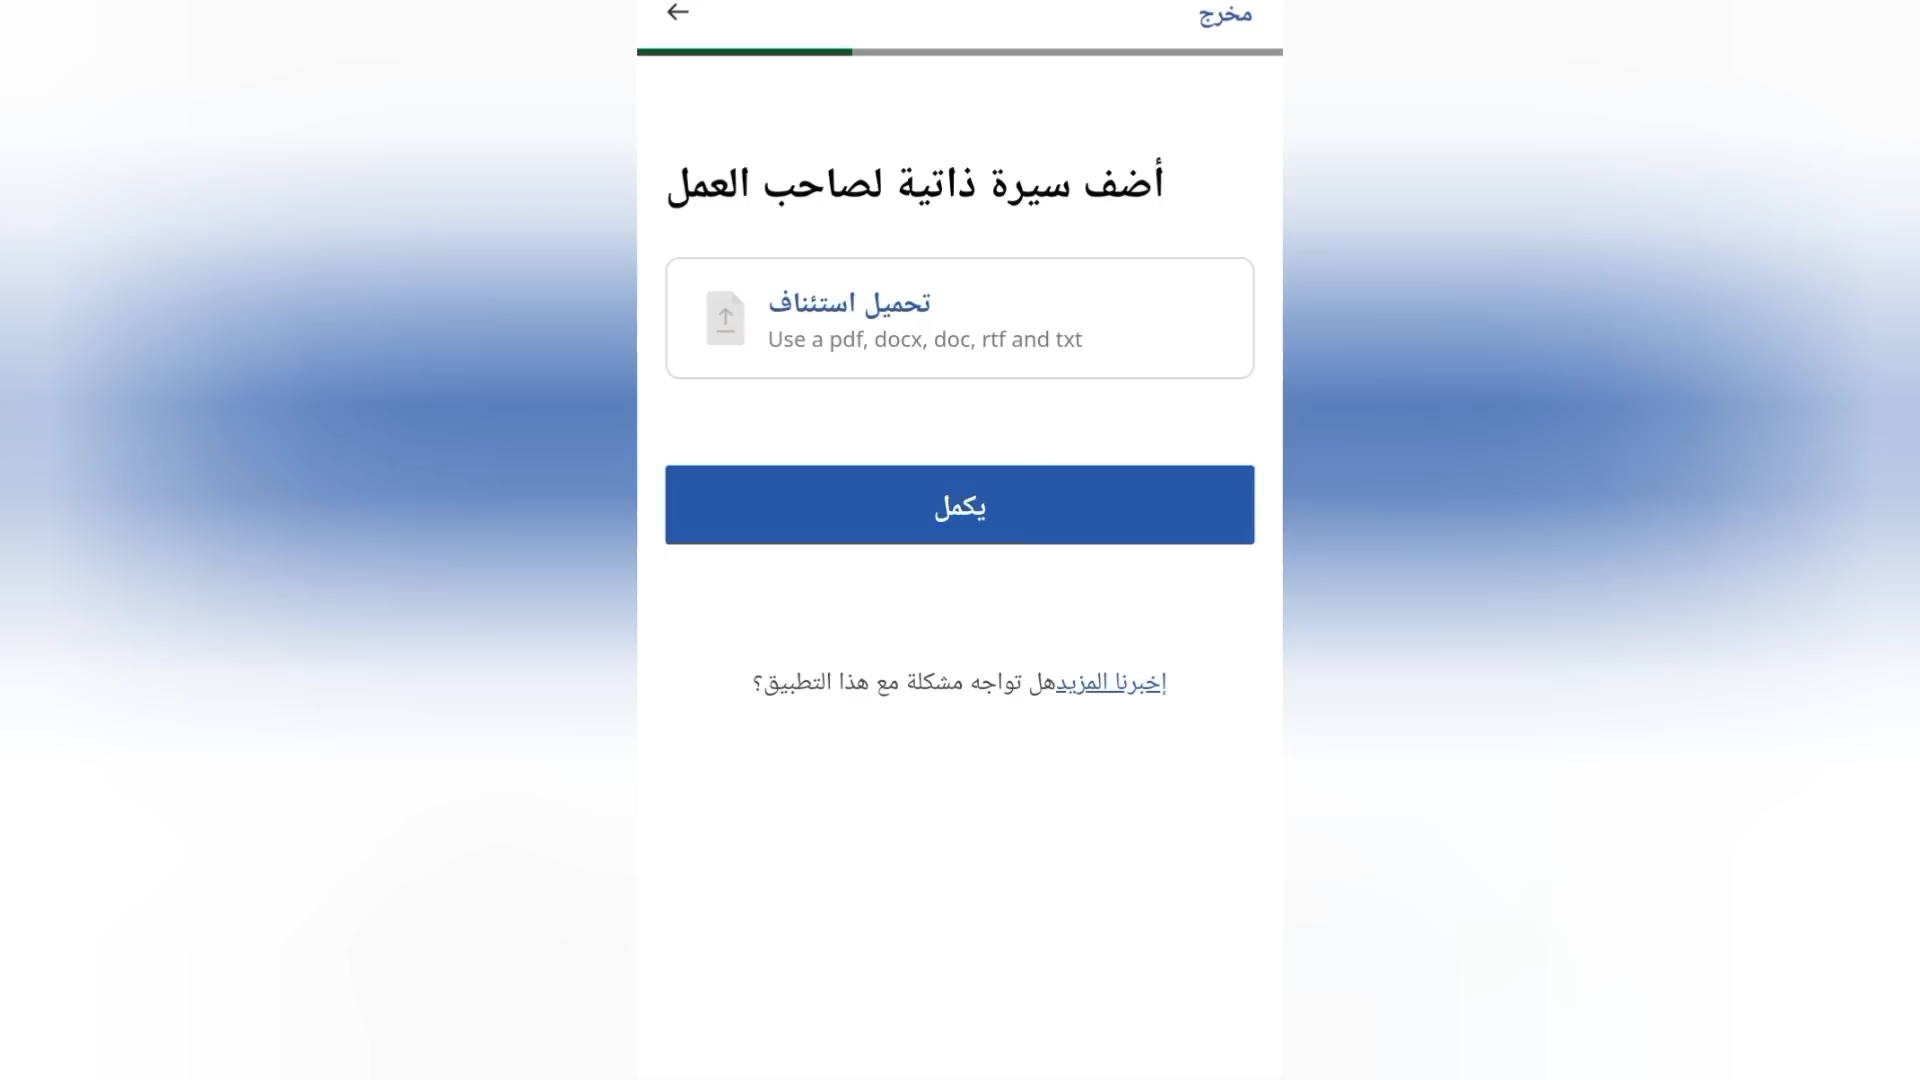 مخرج
أضف سيرة ذاتية لصاحب العمل
تحميل استئناف
Use a pdf, docx, doc, rtf and txt
يكمل
إخبرنا المزيدهل تواجه مشكلة مع هذا التطبيق؟